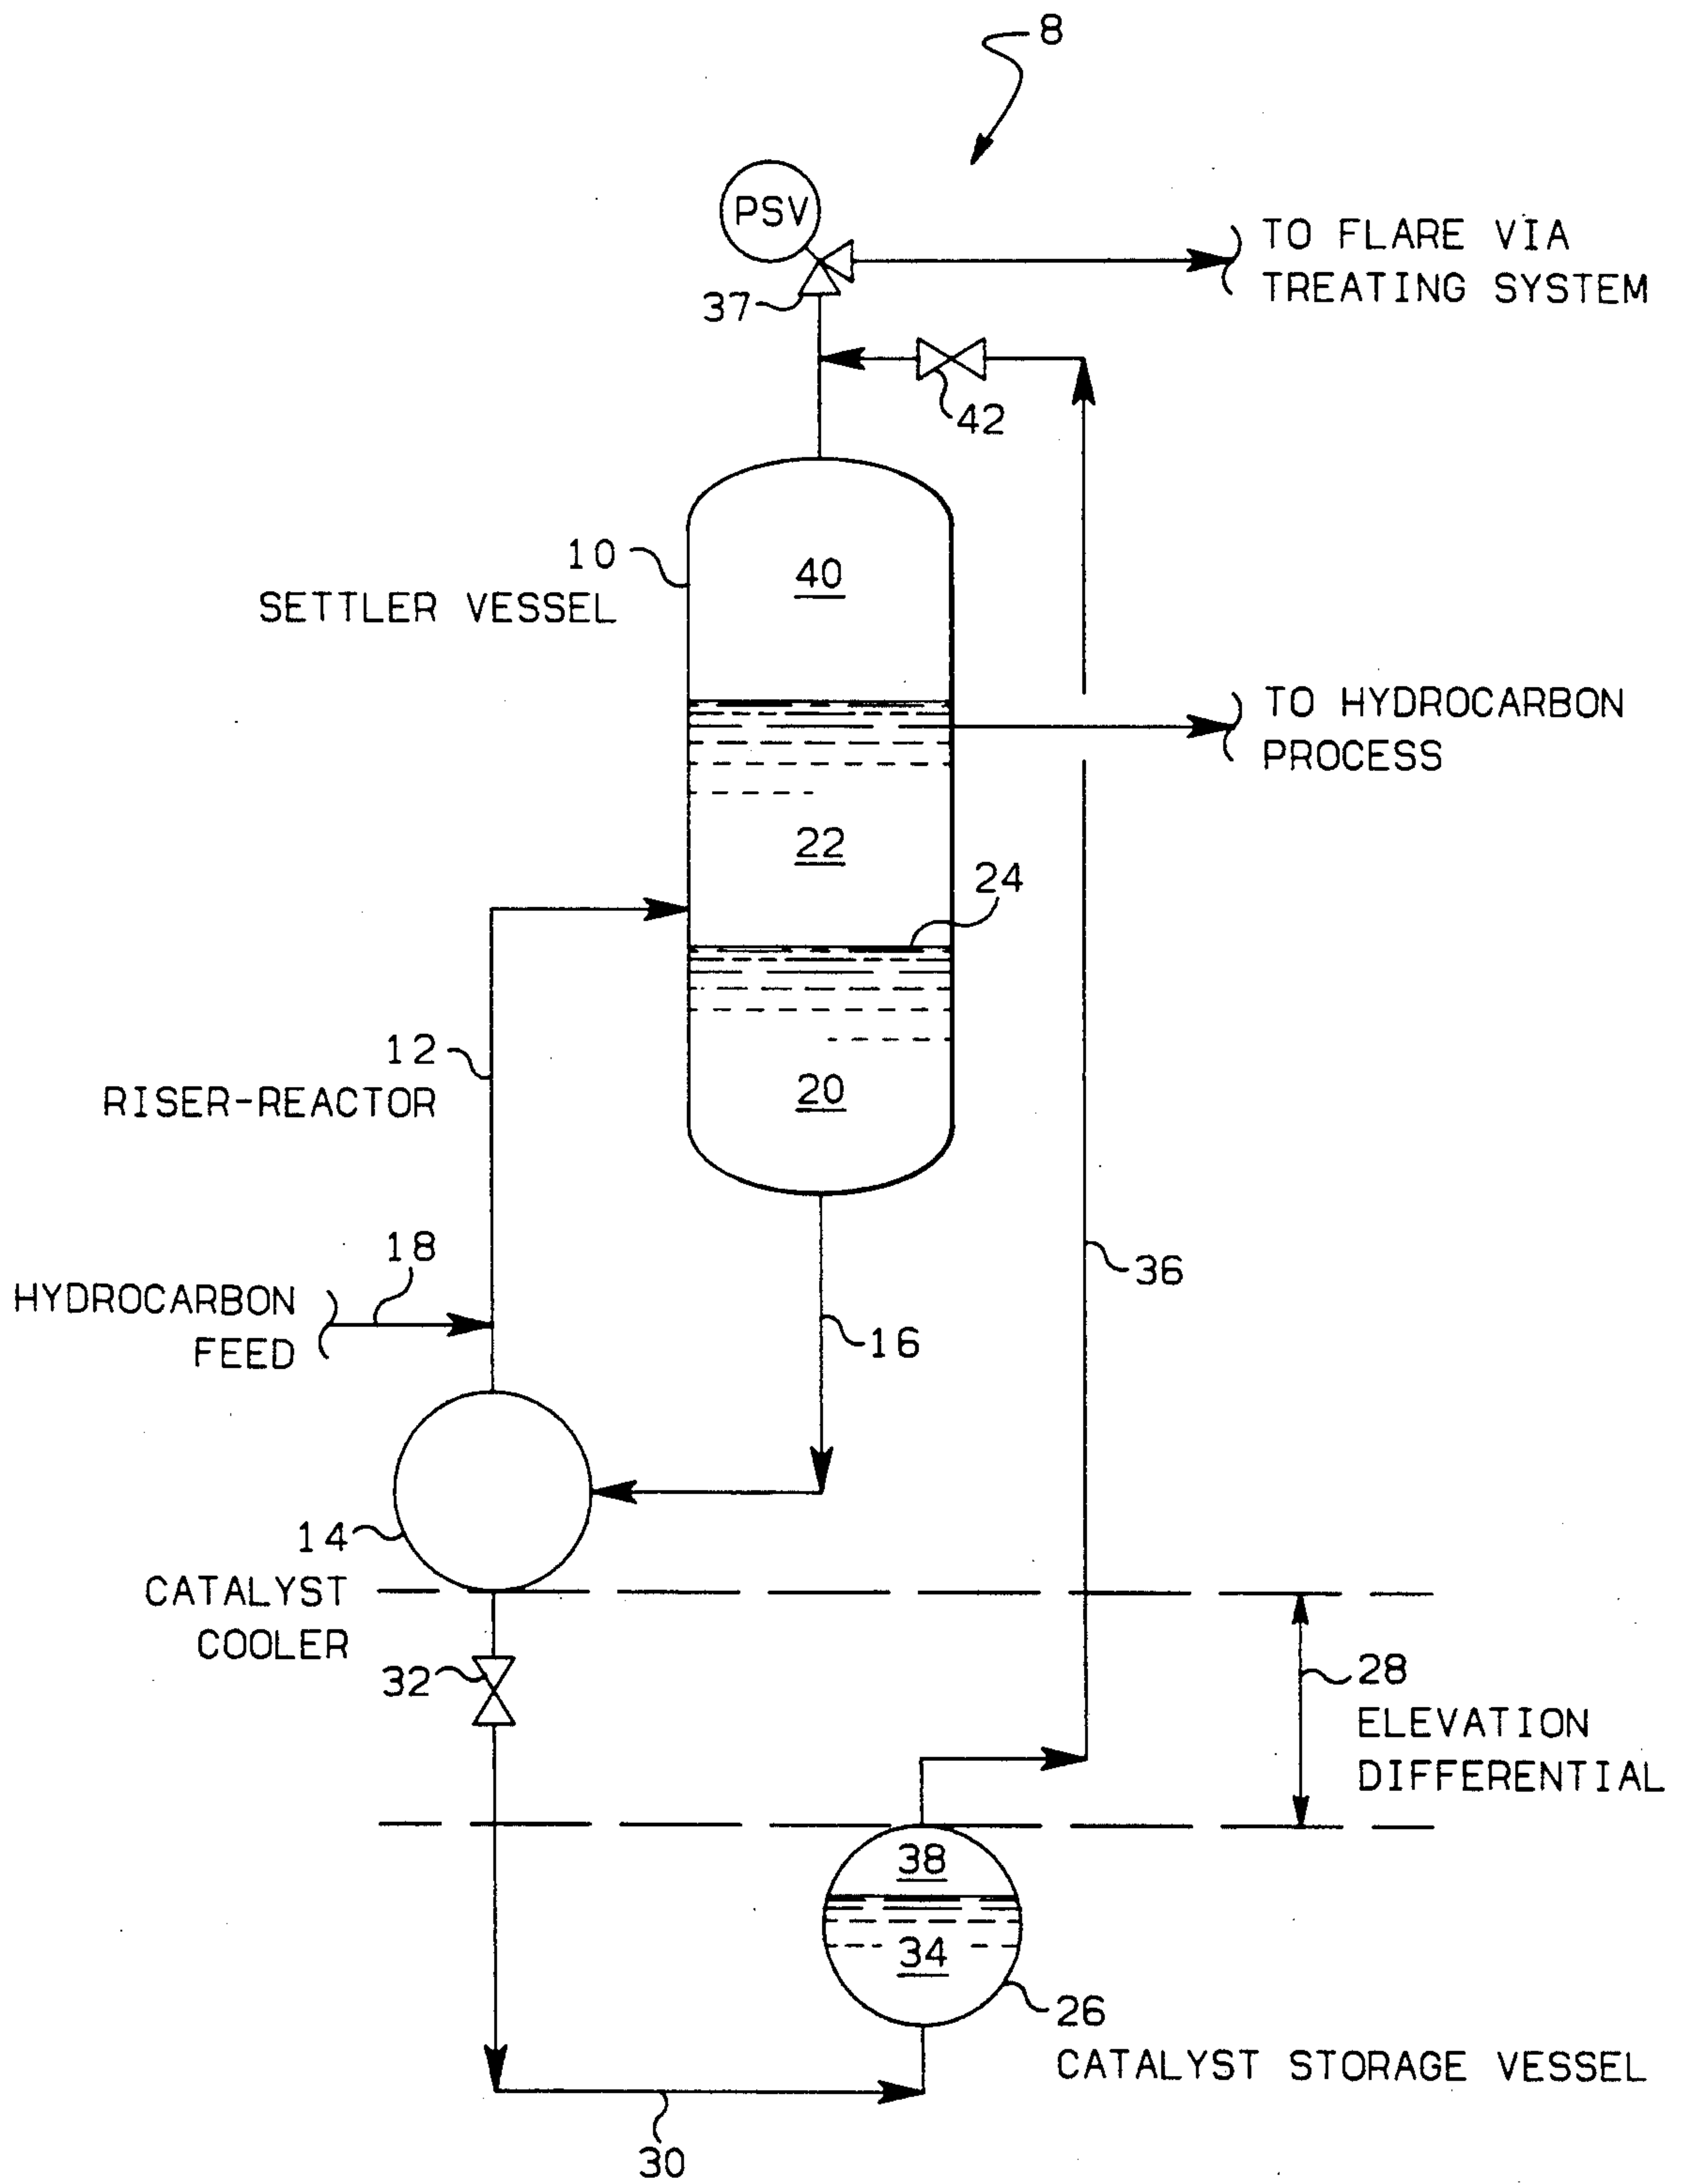 8
PSV
TO FLARE VIA
TREATING SYSTEM
37
42
10
SETTLER VESSEL
40
TO HYDROCARBON
PROCESS
22
24
12
RISER-REACTOR
20
18
HYDROCARBON
FEED
36
16
14
CATALYST
COOLER
32
28
ELEVATION
DIFFERENTIAL
38
34
26
CATALYST STORAGE VESSEL
30